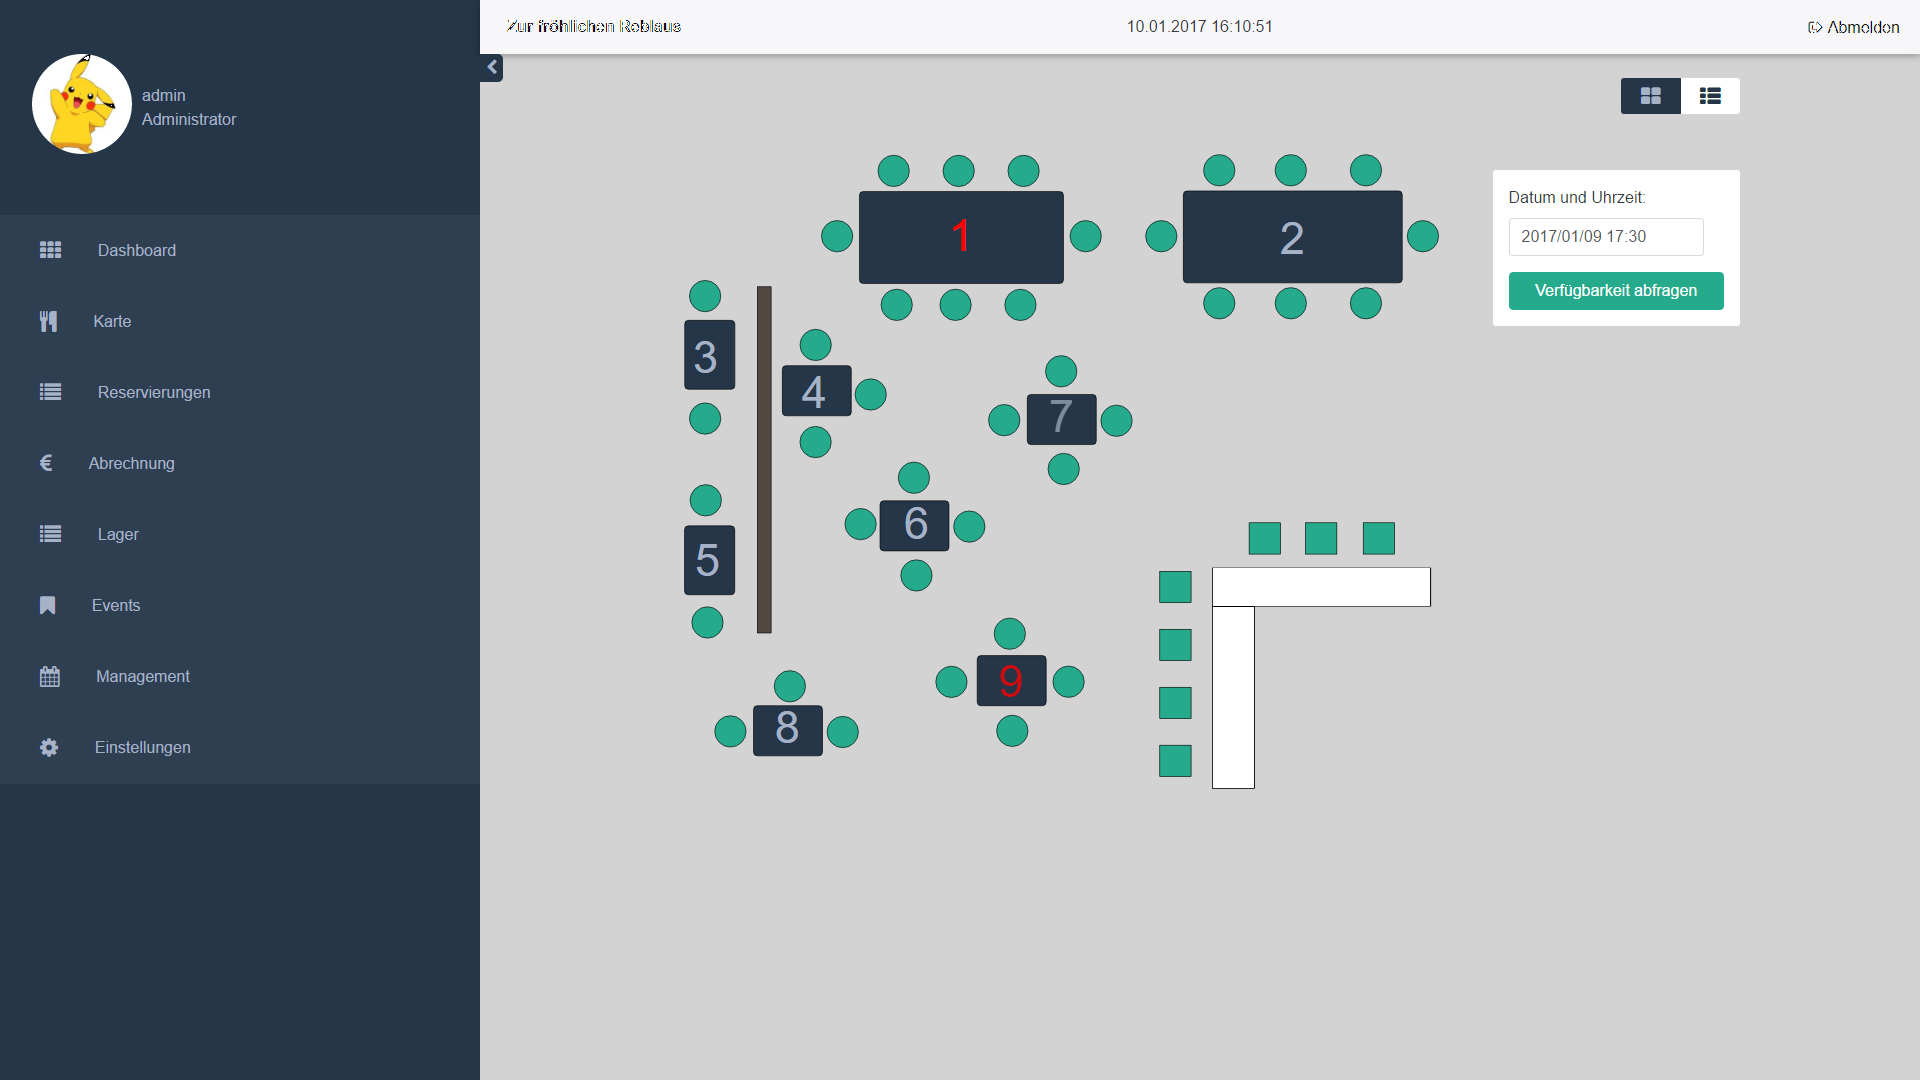 Zur fröhlichen Reblaus
10.01.2017 16:10:51
Abmelden
admin
Administrator
Dashboard
Karte
Reservierungen
€ Abrechnung
Lager
Events
Management
Einstellungen
1
2
3
4
5
6
7
8
9
Datum und Uhrzeit:
2017/01/09 17:30
Verfügbarkeit abfragen